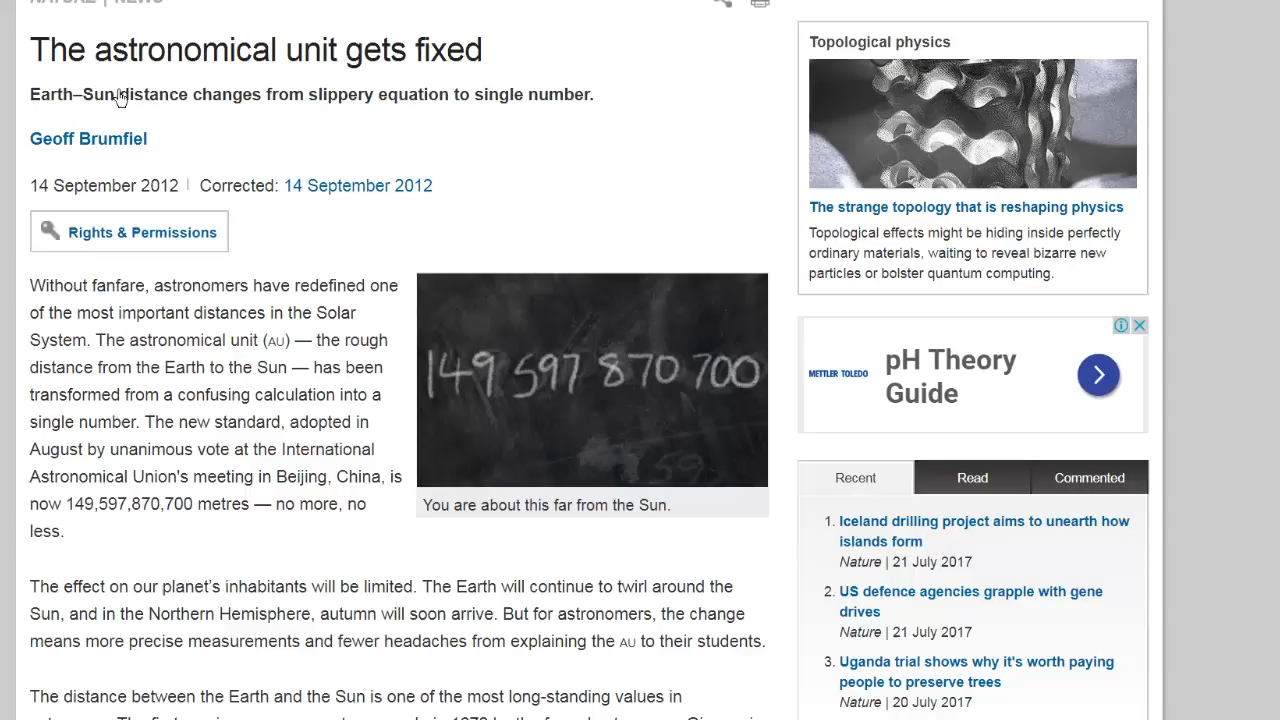 NATURE | NEWS
The astronomical unit gets fixed
Earth–Sun distance changes from slippery equation to single number.
Geoff Brumfiel
14 September 2012 | Corrected: 14 September 2012
Rights & Permissions
Without fanfare, astronomers have redefined one
of the most important distances in the Solar
System. The astronomical unit (AU) — the rough
distance from the Earth to the Sun — has been
transformed from a confusing calculation into a
single number. The new standard, adopted in
August by unanimous vote at the International
Astronomical Union's meeting in Beijing, China, is
now 149,597,870,700 metres — no more, no
less.
149 597 870 700
59
You are about this far from the Sun.
The effect on our planet's inhabitants will be limited. The Earth will continue to twirl around the
Sun, and in the Northern Hemisphere, autumn will soon arrive. But for astronomers, the change
means more precise measurements and fewer headaches from explaining the AU to their students.
The distance between the Earth and the Sun is one of the most long-standing values in
Topological physics
The strange topology that is reshaping physics
Topological effects might be hiding inside perfectly
ordinary materials, waiting to reveal bizarre new
particles or bolster quantum computing.
METTLER TOLEDO
pH Theory
Guide
Recent Read Commented
1. Iceland drilling project aims to unearth how
islands form
Nature | 21 July 2017
2. US defence agencies grapple with gene
drives
Nature | 21 July 2017
3. Uganda trial shows why it's worth paying
people to preserve trees
Nature | 20 July 2017